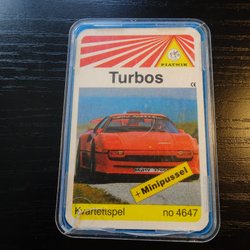 PIATNIK
Turbos
CE
+ Minipussel
Kvartettspel
no 4647